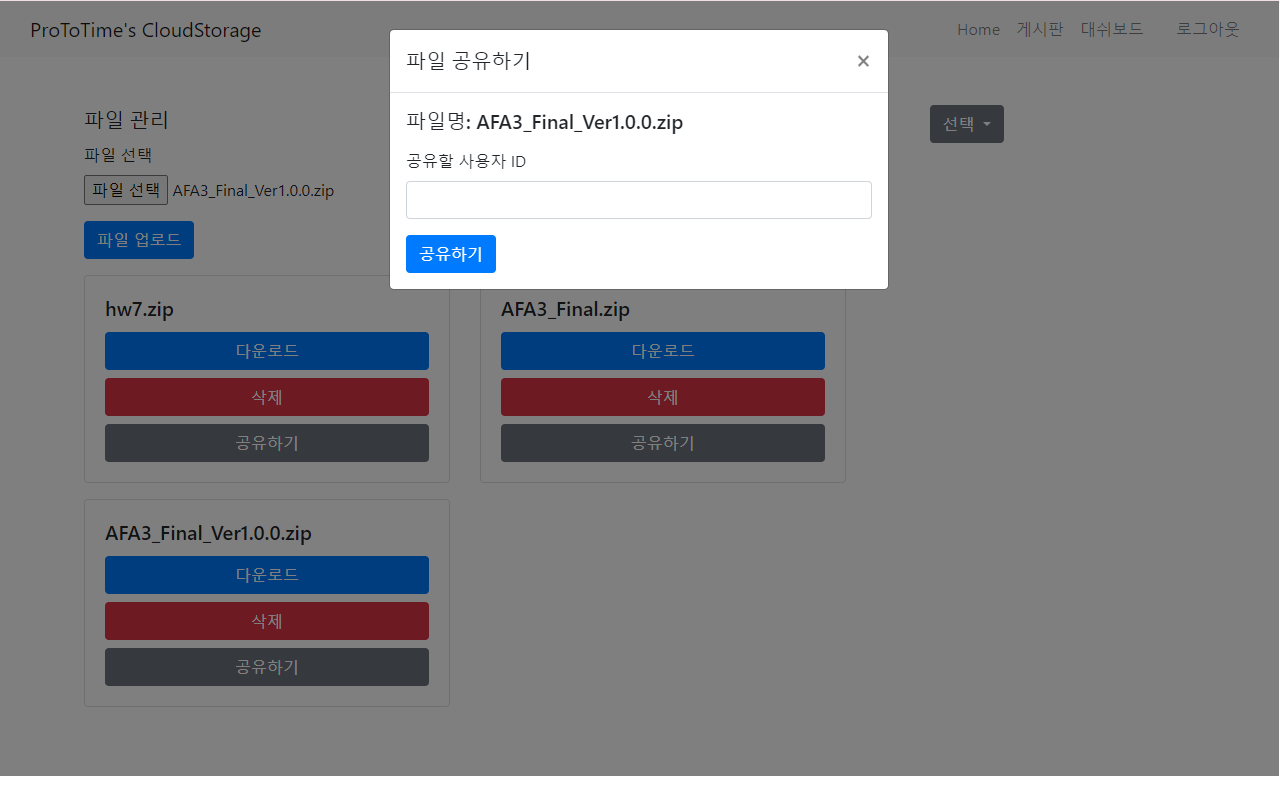 ProToTime's CloudStorage
Home 게시판 대쉬보드 로그아웃
파일 공유하기 ×
파일명: AFA3_Final_Ver1.0.0.zip
공유할 사용자 ID
공유하기
파일 관리
선택
파일 선택
파일 선택 AFA3_Final_Ver1.0.0.zip
파일 업로드
hw7.zip
다운로드
삭제
공유하기
AFA3_Final.zip
다운로드
삭제
공유하기
AFA3_Final_Ver1.0.0.zip
다운로드
삭제
공유하기